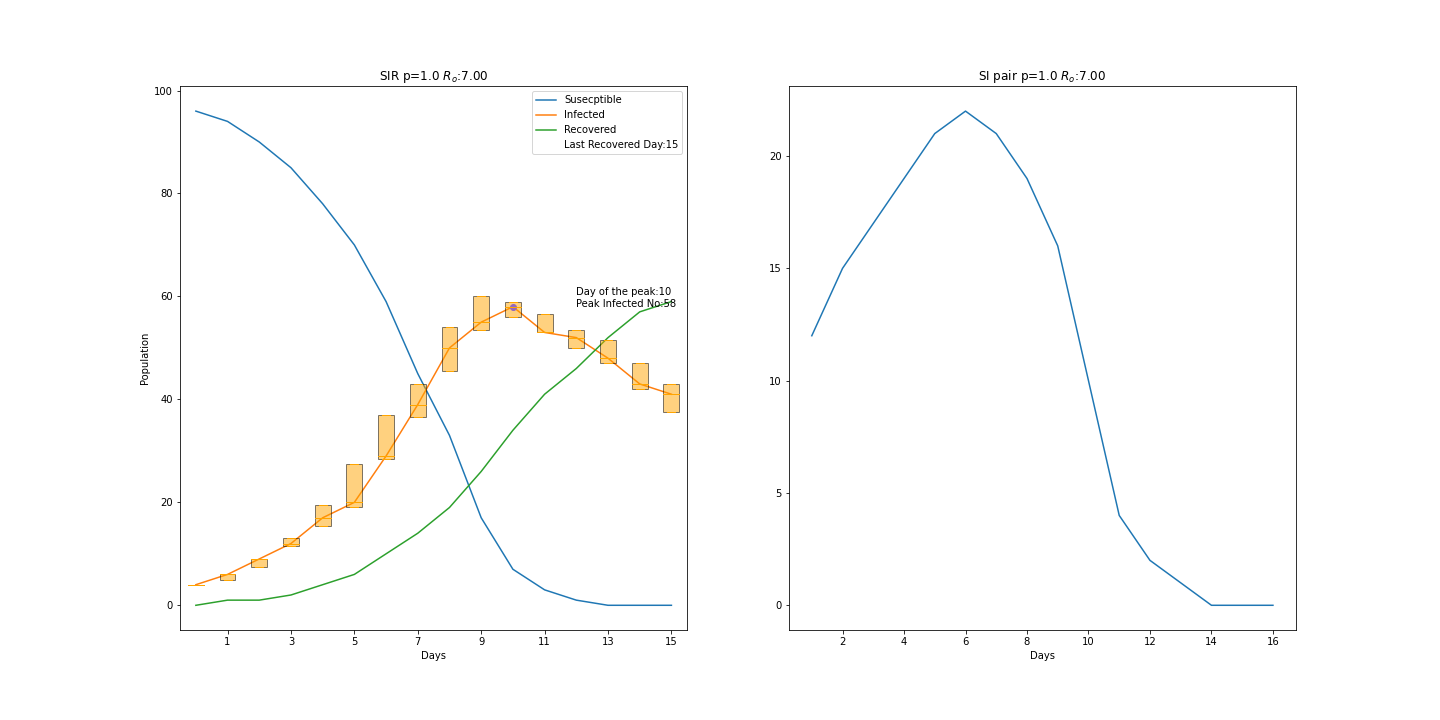 SIR p=1.0 Ro:7.00
100
80
60
40
20
0
Population
Susecptible
Infected
Recovered
Last Recovered Day:15
Day of the peak:10
Peak Infected No:58
1 3 5 7 9 11 13 15
Days
SI pair p=1.0 Ro:7.00
20
15
10
5
0
2 4 6 8 10 12 14 16
Days